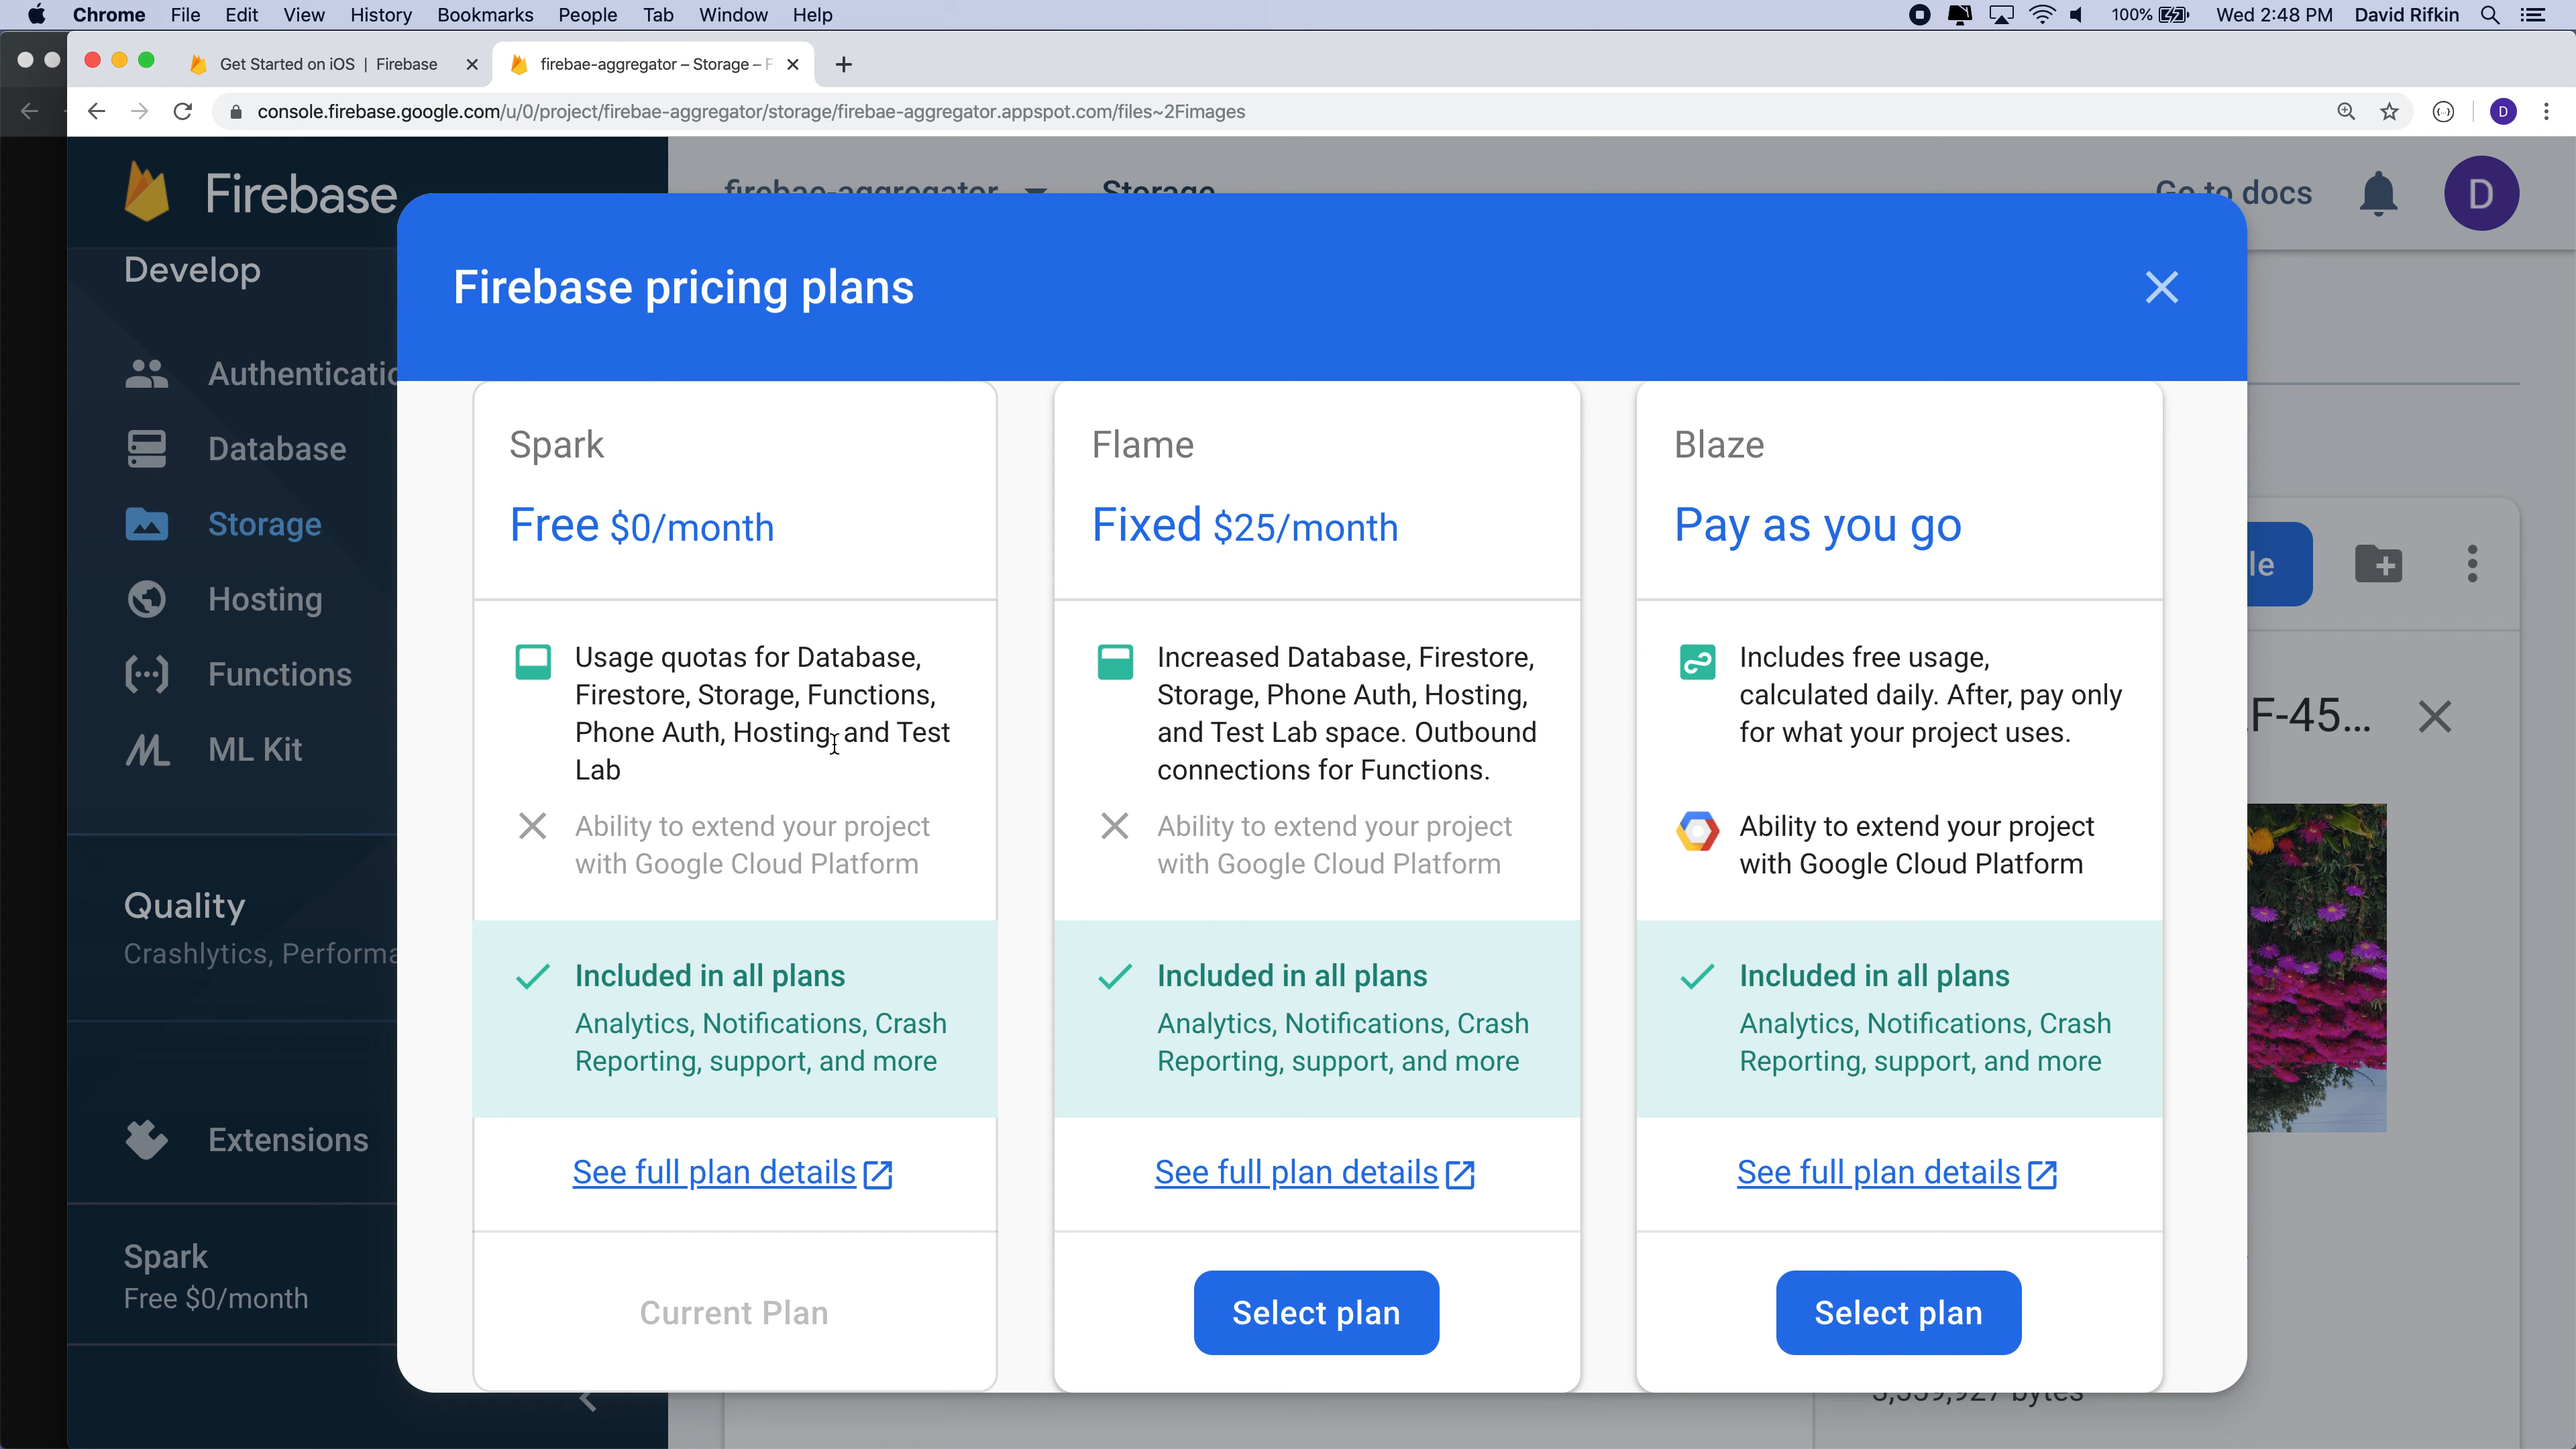 Chrome File Edit View History Bookmarks People Tab Window Help 100% Wed 2:48 PM David Rifkin
Get Started on iOS | Firebase firebae-aggregator – Storage – F
console.firebase.google.com/u/0/project/firebae-aggregator/storage/firebae-aggregator.appspot.com/files~2Fimages D
Firebase firebae-aggregator Storage Go to docs D
Develop
Authenticatio
Database
Storage
Hosting
Functions
ML Kit
Quality
Crashlytics, Performa
Extensions
Spark
Free $0/month
Firebase pricing plans
Spark
Free $0/month
Usage quotas for Database,
Firestore, Storage, Functions,
Phone Auth, Hosting, and Test
Lab
Ability to extend your project
with Google Cloud Platform
Included in all plans
Analytics, Notifications, Crash
Reporting, support, and more
See full plan details
Current Plan
Flame
Fixed $25/month
Increased Database, Firestore,
Storage, Phone Auth, Hosting,
and Test Lab space. Outbound
connections for Functions.
Ability to extend your project
with Google Cloud Platform
Included in all plans
Analytics, Notifications, Crash
Reporting, support, and more
See full plan details
Select plan
Blaze
Pay as you go
Includes free usage,
calculated daily. After, pay only
for what your project uses.
Ability to extend your project
with Google Cloud Platform
Included in all plans
Analytics, Notifications, Crash
Reporting, support, and more
See full plan details
Select plan
le
F-45...
bytes